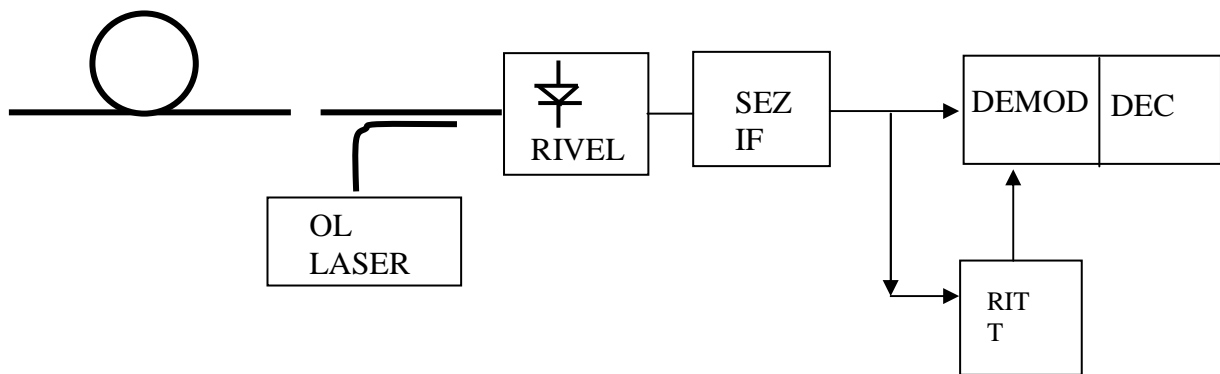 RIVEL
SEZ
IF
DEMOD
DEC
OL
LASER
RIT
T